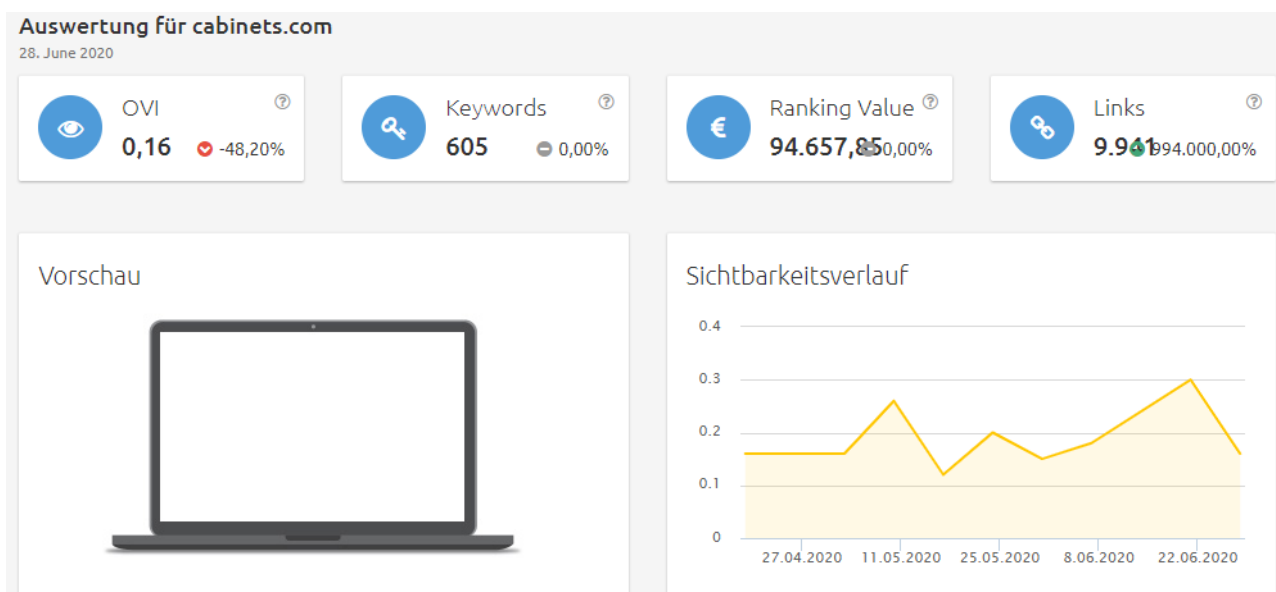 Auswertung für cabinets.com
28. June 2020
OVI
0,16 -48,20%
Keywords
605 0,00%
Ranking Value
94.657,85 0,00%
Links
9.941 994.000,00%
Vorschau
Sichtbarkeitsverlauf
0.4
0.3
0.2
0.1
0
27.04.2020 11.05.2020 25.05.2020 8.06.2020 22.06.2020